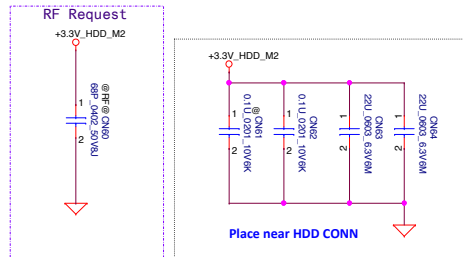 RF Request
+3.3V_HDD_M2
1
2
@RF@ CN60
68P_0402_50V8J
+3.3V_HDD_M2
1
2
@ CN61
0.1U_0201_10V6K
1
2
CN62
0.1U_0201_10V6K
1
2
CN63
22U_0603_6.3V6M
1
2
CN64
22U_0603_6.3V6M
Place near HDD CONN